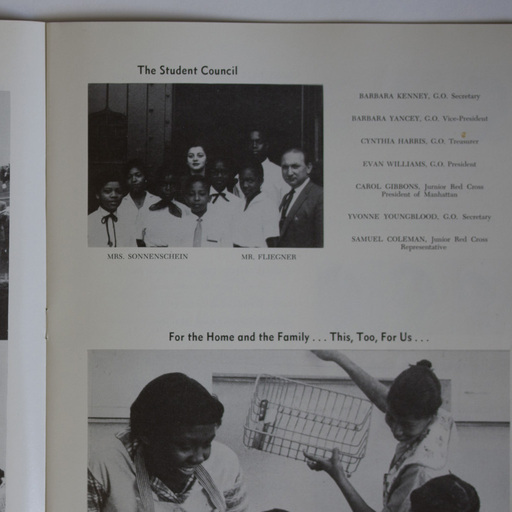 The Student Council
BARBARA KENNEY, G.O. Secretary
BARBARA YANCEY, G.O. Vice-President
CYNTHIA HARRIS, G.O. Treasurer
EVAN WILLIAMS, G.O. President
CAROL GIBBONS, Junior Red Cross
President of Manhattan
YVONNE YOUNGBLOOD, G.O. Secretary
SAMUEL COLEMAN, Junior Red Cross
Representative
MRS. SONNENSCHEIN MR. FLIEGNER
For the Home and the Family . . . This, Too, For Us . . .